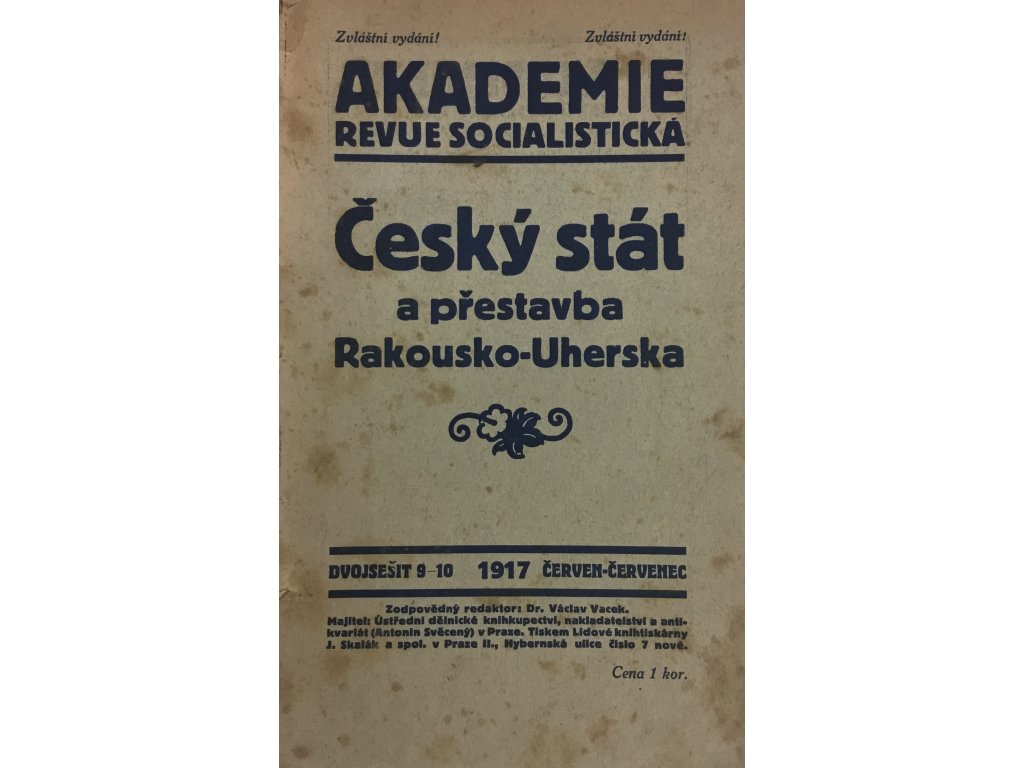 Zvláštní vydání! Zvláštní vydání!
AKADEMIE
REVUE SOCIALISTICKÁ
Český stát
a přestavba
Rakousko-Uherska
DVOJSEŠIT 9-10 1917 ČERVEN-ČERVENEC
Zodpovědný redaktor: Dr. Václav Vacek.
Majitel: Ústřední dělnické knihkupectví, nakladatelství a anti-
kvariát (Antonín Svěcený) v Praze. Tiskem Lidové knihtiskárny
J. Skalák a spol. v Praze II., Hybernská ulice číslo 7 nové.
Cena 1 kor.